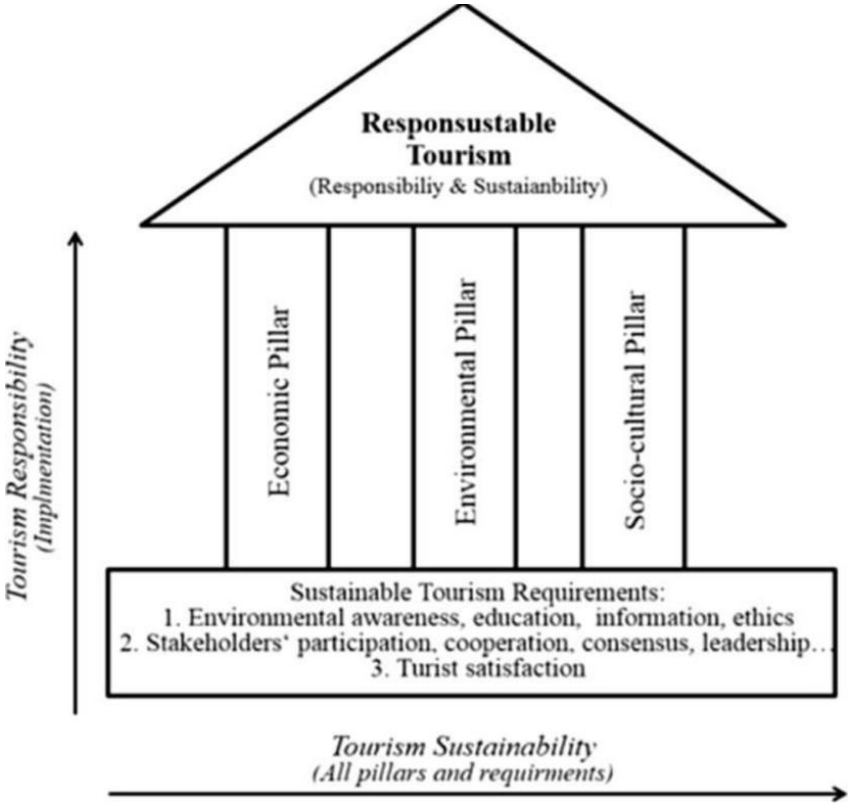 Responsustable
Tourism
(Responsibiliy & Sustaianbility)
Economic Pillar
Environmental Pillar
Socio-cultural Pillar
Tourism Responsibility
(Implmentation)
Sustainable Tourism Requirements:
1. Environmental awareness, education, information, ethics
2. Stakeholders‘ participation, cooperation, consensus, leadership...
3. Turist satisfaction
Tourism Sustainability
(All pillars and requirments)